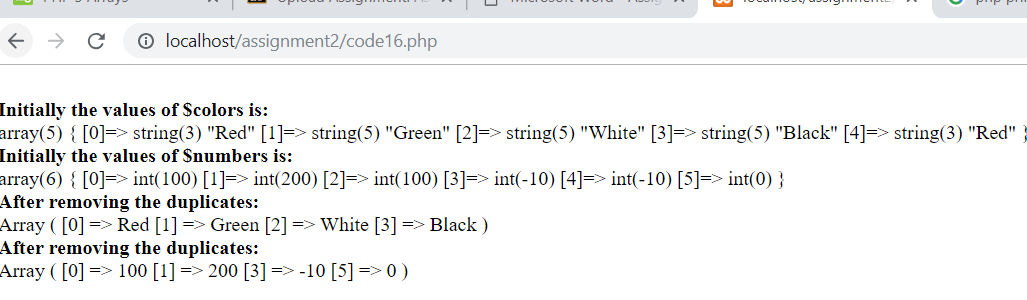 localhost/assignment2/code16.php
Initially the values of $colors is:
array(5) { [0]=> string(3) "Red" [1]=> string(5) "Green" [2]=> string(5) "White" [3]=> string(5) "Black" [4]=> string(3) "Red" }
Initially the values of $numbers is:
array(6) { [0]=> int(100) [1]=> int(200) [2]=> int(100) [3]=> int(-10) [4]=> int(-10) [5]=> int(0) }
After removing the duplicates:
Array ( [0] => Red [1] => Green [2] => White [3] => Black )
After removing the duplicates:
Array ( [0] => 100 [1] => 200 [3] => -10 [5] => 0 )